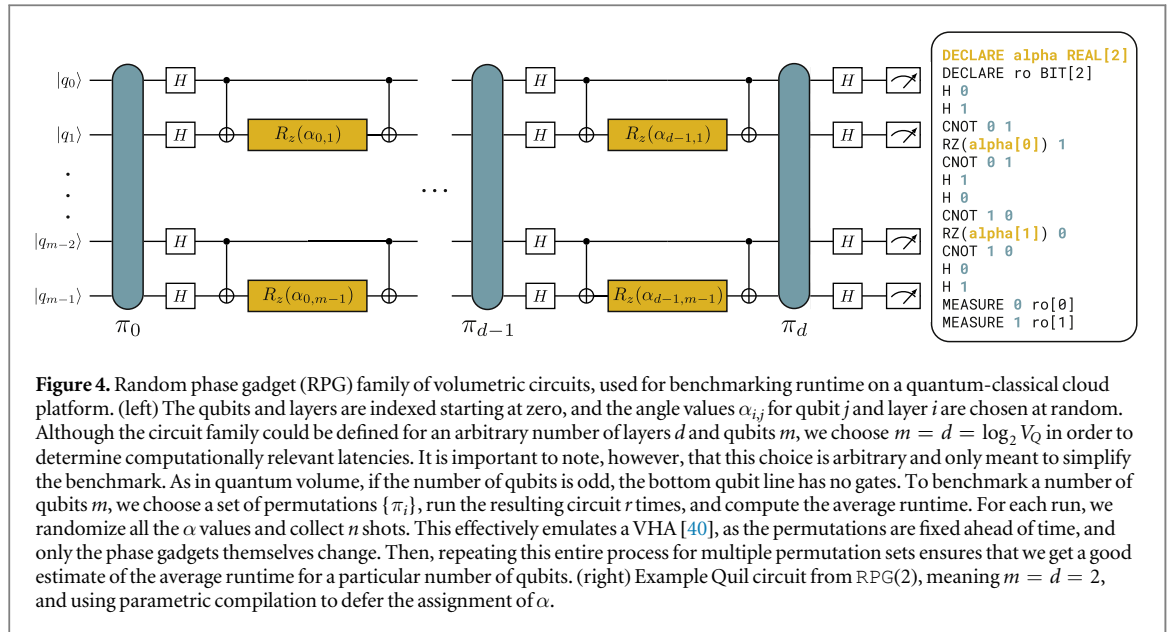 |q₀⟩ H H H
|q₁⟩ H R_z(α₀,₁) H R_z(α_{d−1,1}) H
. . . ...
|q_{m−2}⟩ H H H
|q_{m−1}⟩ H R_z(α_{0,m−1}) H R_z(α_{d−1,m−1}) H
π₀ π_{d−1} π_d
DECLARE alpha REAL[2]
DECLARE ro BIT[2]
H 0
H 1
CNOT 0 1
RZ(alpha[0]) 1
CNOT 0 1
H 1
H 0
CNOT 1 0
RZ(alpha[1]) 0
CNOT 1 0
H 0
H 1
MEASURE 0 ro[0]
MEASURE 1 ro[1]
Figure 4. Random phase gadget (RPG) family of volumetric circuits, used for benchmarking runtime on a quantum-classical cloud
platform. (left) The qubits and layers are indexed starting at zero, and the angle values α_{i,j} for qubit j and layer i are chosen at random.
Although the circuit family could be defined for an arbitrary number of layers d and qubits m, we choose m = d = log₂ V_Q in order to
determine computationally relevant latencies. It is important to note, however, that this choice is arbitrary and only meant to simplify
the benchmark. As in quantum volume, if the number of qubits is odd, the bottom qubit line has no gates. To benchmark a number of
qubits m, we choose a set of permutations {π_i}, run the resulting circuit r times, and compute the average runtime. For each run, we
randomize all the α values and collect n shots. This effectively emulates a VHA [40], as the permutations are fixed ahead of time, and
only the phase gadgets themselves change. Then, repeating this entire process for multiple permutation sets ensures that we get a good
estimate of the average runtime for a particular number of qubits. (right) Example Quil circuit from RPG(2), meaning m = d = 2,
and using parametric compilation to defer the assignment of α.